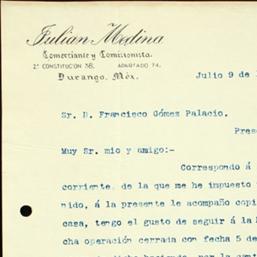 Julian Medina
Comerciante y Comisionista.
2ª CONSTITUCION 38. APARTADO 74.
Durango, Méx.
Julio 9 de
Sr. D. Francisco Gómez Palacio.
Pres
Muy Sr. mio y amigo:-
Correspondo á
corriente, de la que me he impuesto
nido, á la presente le acompaño copi
casa, tengo el gusto de seguir á la
cha operación cerrada con fecha 5 de